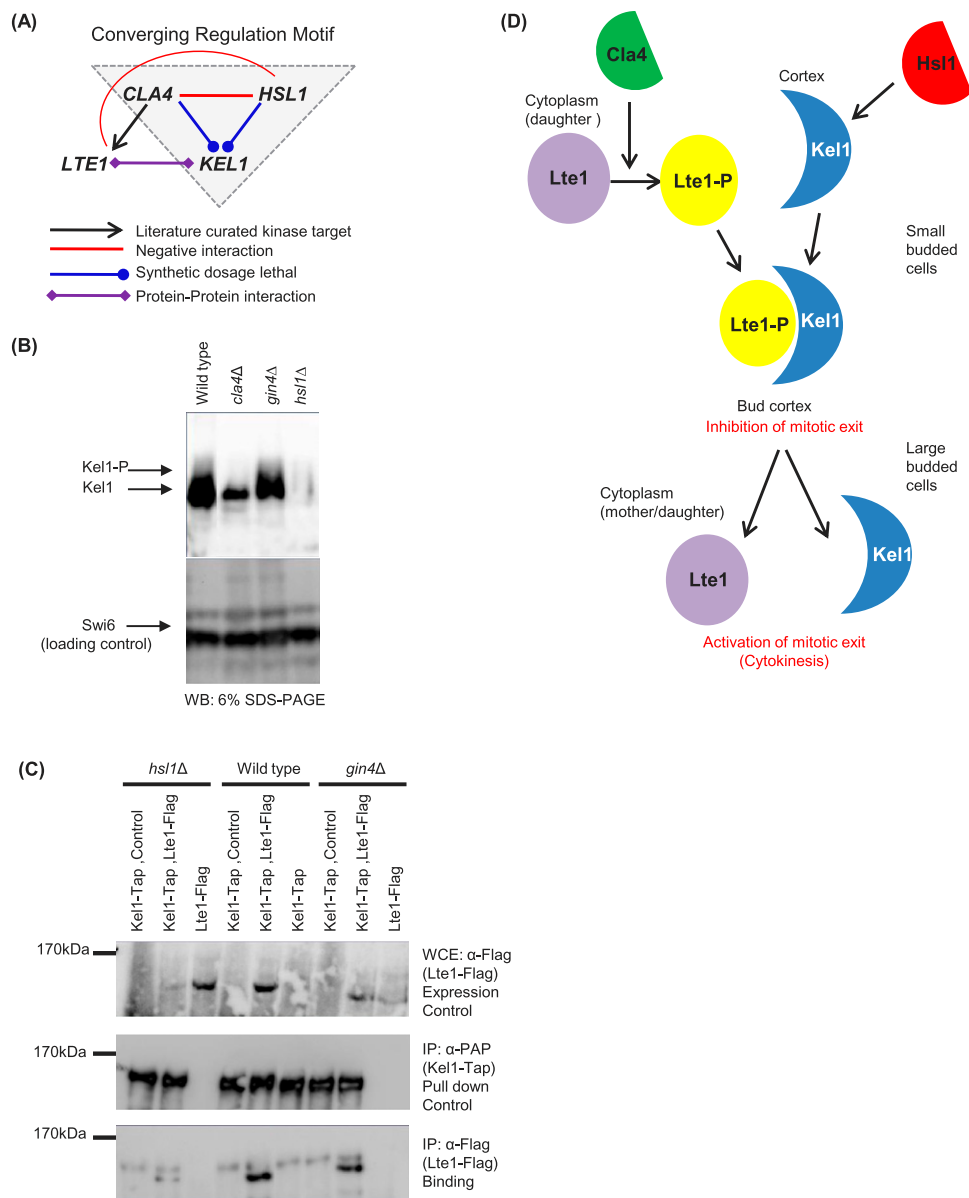 (A)
Converging Regulation Motif
CLA4
HSL1
LTE1
KEL1
Literature curated kinase target
Negative interaction
Synthetic dosage lethal
Protein-Protein interaction
(B)
Wild type
cla4Δ
gin4Δ
hsl1Δ
Kel1-P
Kel1
Swi6
(loading control)
WB: 6% SDS-PAGE
(C)
hsl1Δ
Wild type
gin4Δ
Kel1-Tap ,Control
Kel1-Tap ,Lte1-Flag
Lte1-Flag
Kel1-Tap ,Control
Kel1-Tap ,Lte1-Flag
Kel1-Tap
Kel1-Tap ,Control
Kel1-Tap ,Lte1-Flag
Lte1-Flag
170kDa
WCE: α-Flag
(Lte1-Flag)
Expression
Control
170kDa
IP: α-PAP
(Kel1-Tap)
Pull down
Control
170kDa
IP: α-Flag
(Lte1-Flag)
Binding
(D)
Cla4
Hsl1
Cortex
Cytoplasm
(daughter )
Kel1
Lte1
Lte1-P
Small
budded
cells
Lte1-P
Kel1
Bud cortex
Inhibition of mitotic exit
Large
budded
cells
Cytoplasm
(mother/daughter)
Kel1
Lte1
Activation of mitotic exit
(Cytokinesis)